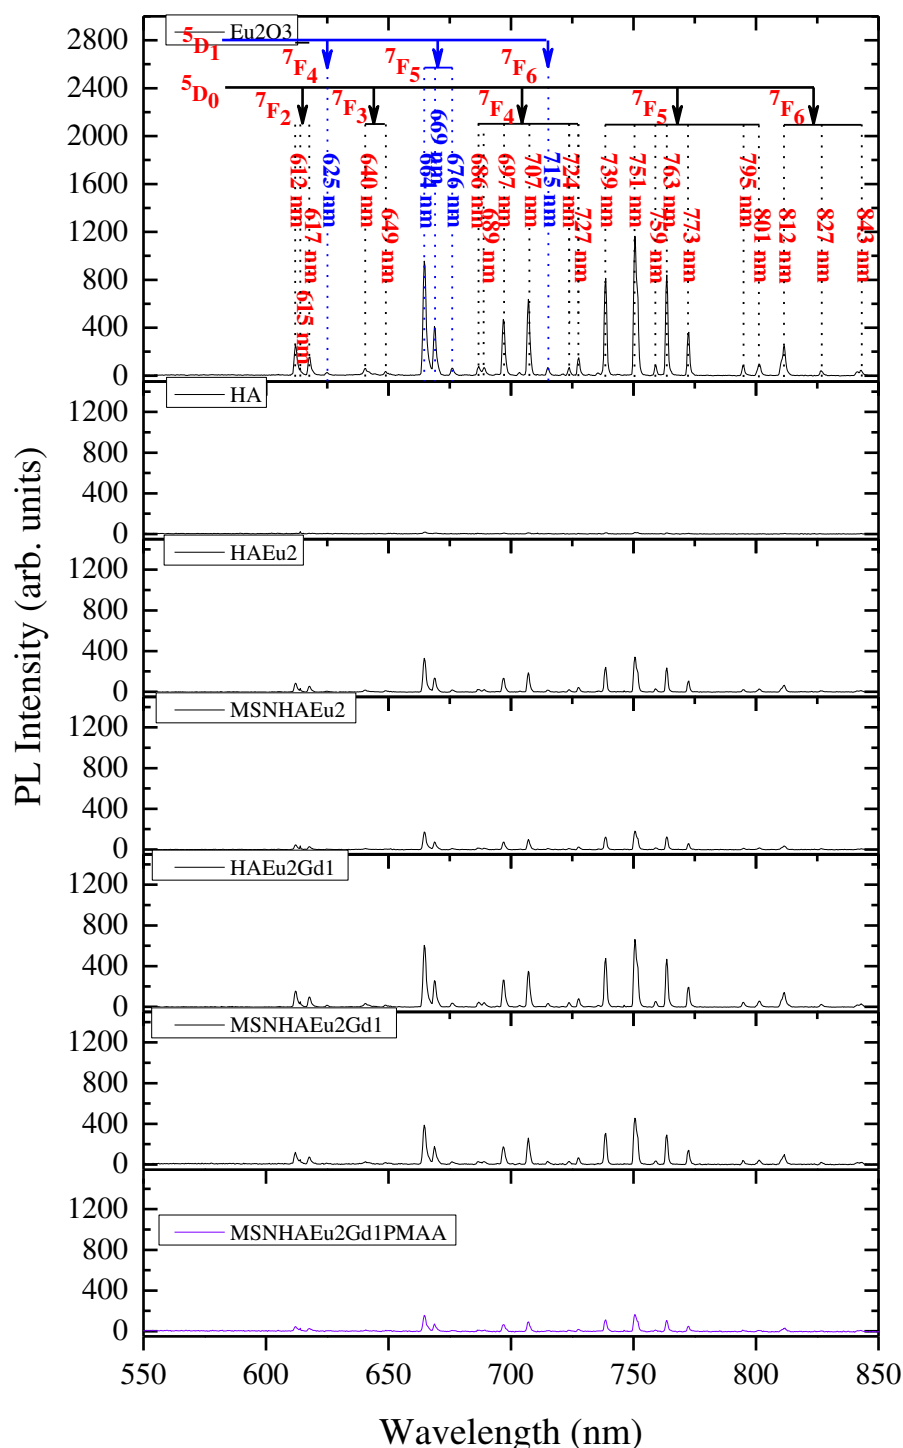 Eu2O3
5D1
7F4
7F5
7F6
5D0
7F2
7F3
7F4
7F5
7F6
612 nm
615 nm
617 nm
625 nm
640 nm
649 nm
664 nm
669 nm
676 nm
686 nm
689 nm
697 nm
707 nm
715 nm
724 nm
727 nm
739 nm
751 nm
759 nm
763 nm
773 nm
795 nm
801 nm
812 nm
827 nm
843 nm
2800
2400
2000
1600
1200
800
400
0
HA
1200
800
400
0
HAEu2
1200
800
400
0
MSNHAEu2
1200
800
400
0
HAEu2Gd1
1200
800
400
0
MSNHAEu2Gd1
1200
800
400
0
MSNHAEu2Gd1PMAA
1200
800
400
0
550 600 650 700 750 800 850
Wavelength (nm)
PL Intensity (arb. units)